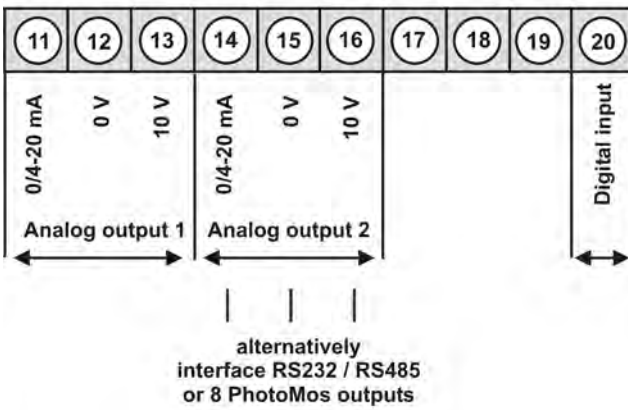 11 12 13 14 15 16 17 18 19 20
0/4-20 mA
0 V
10 V
0/4-20 mA
0 V
10 V
Digital input
Analog output 1
Analog output 2
alternatively
interface RS232 / RS485
or 8 PhotoMos outputs